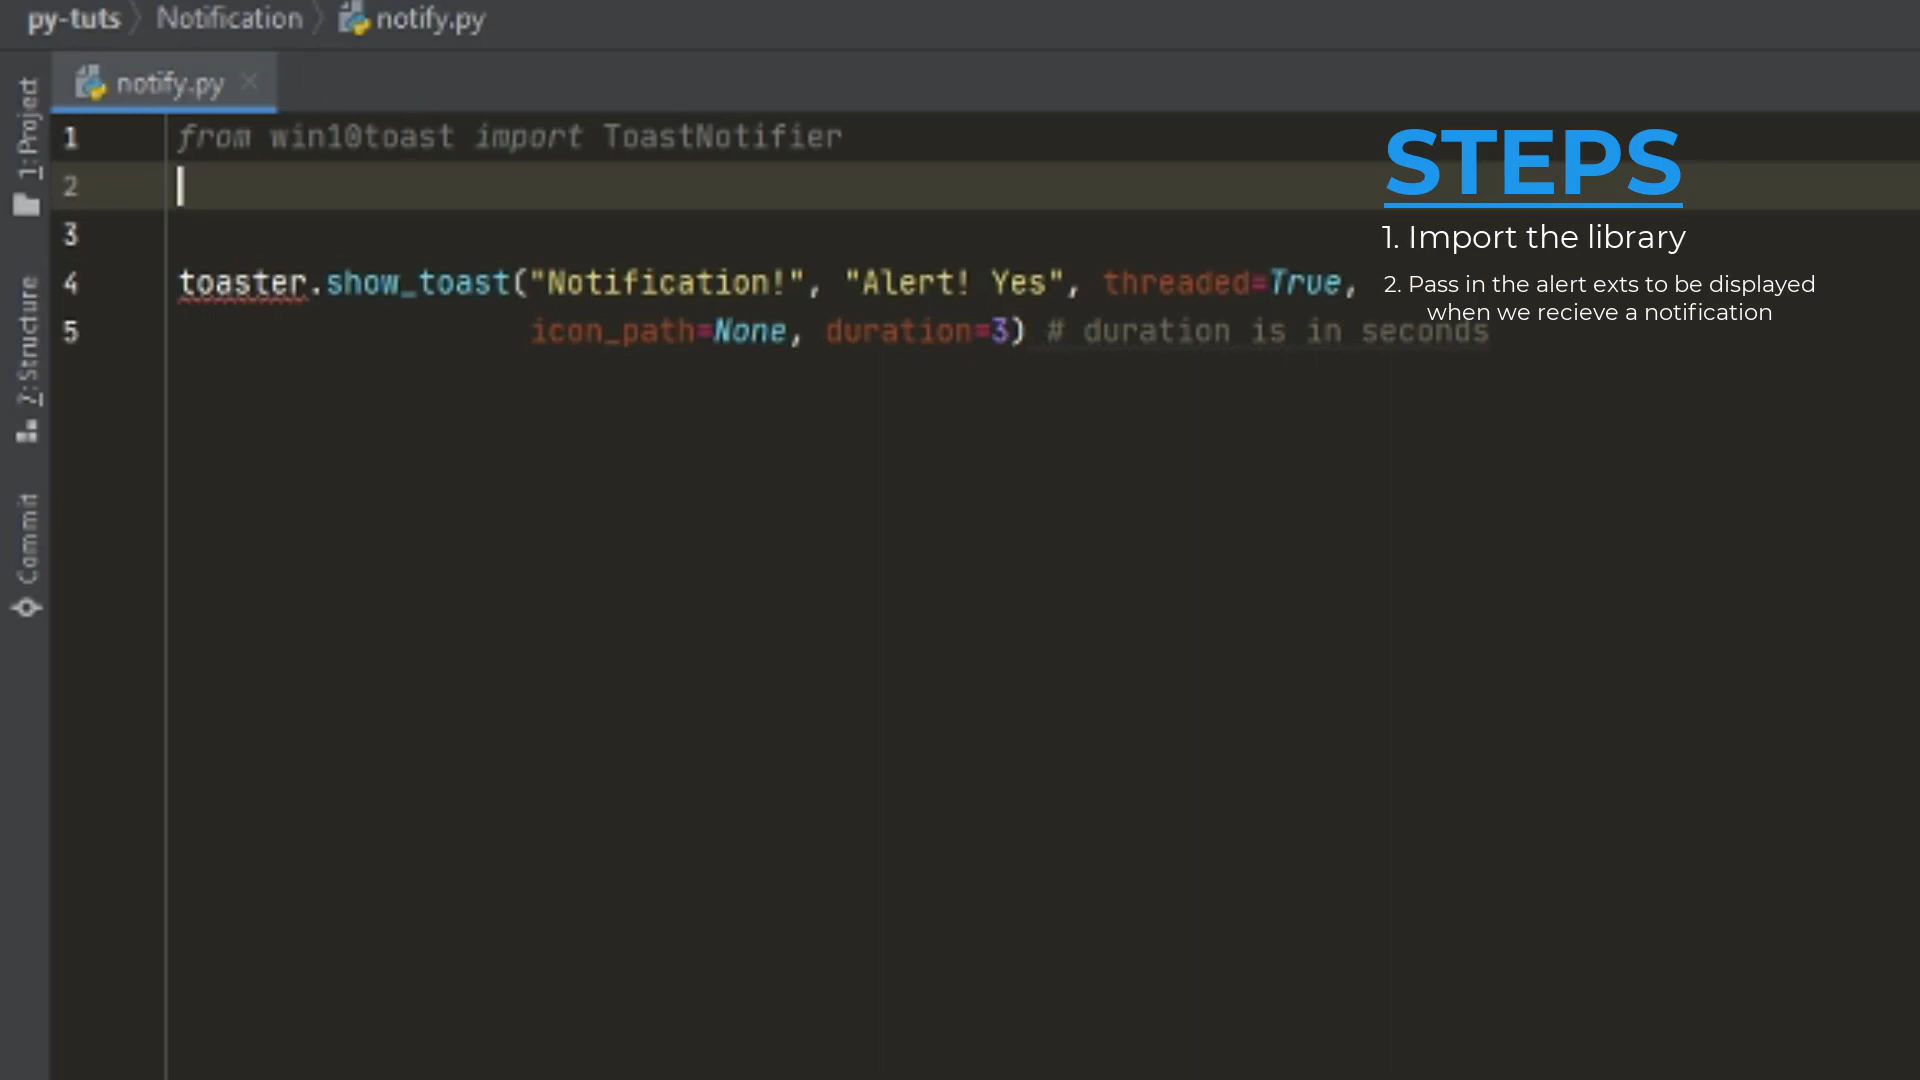 py-tuts Notification notify.py
notify.py
1: Project
7: Structure
Commit
1 from win10toast import ToastNotifier
2
3
4 toaster.show_toast("Notification!", "Alert! Yes", threaded=True,
5 icon_path=None, duration=3) # duration is in seconds
STEPS
1. Import the library
2. Pass in the alert exts to be displayed
when we recieve a notification